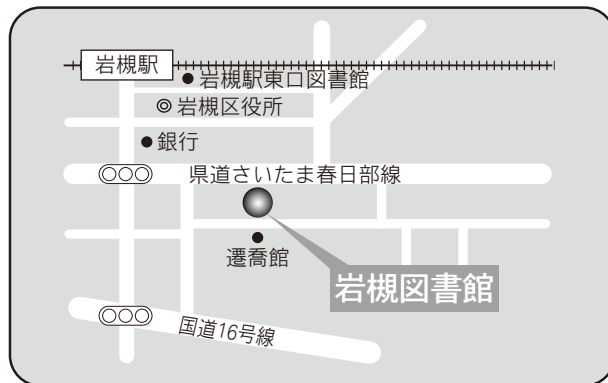 岩槻駅
岩槻駅東口図書館
岩槻区役所
銀行
県道さいたま春日部線
遷喬館
岩槻図書館
国道16号線